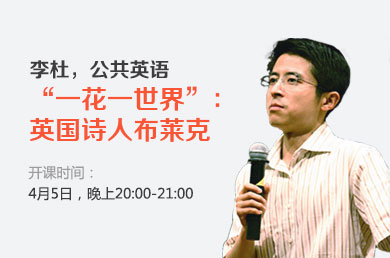 李杜，公共英语
“一花一世界”：
英国诗人布莱克
开课时间：
4月5日，晚上20:00-21:00